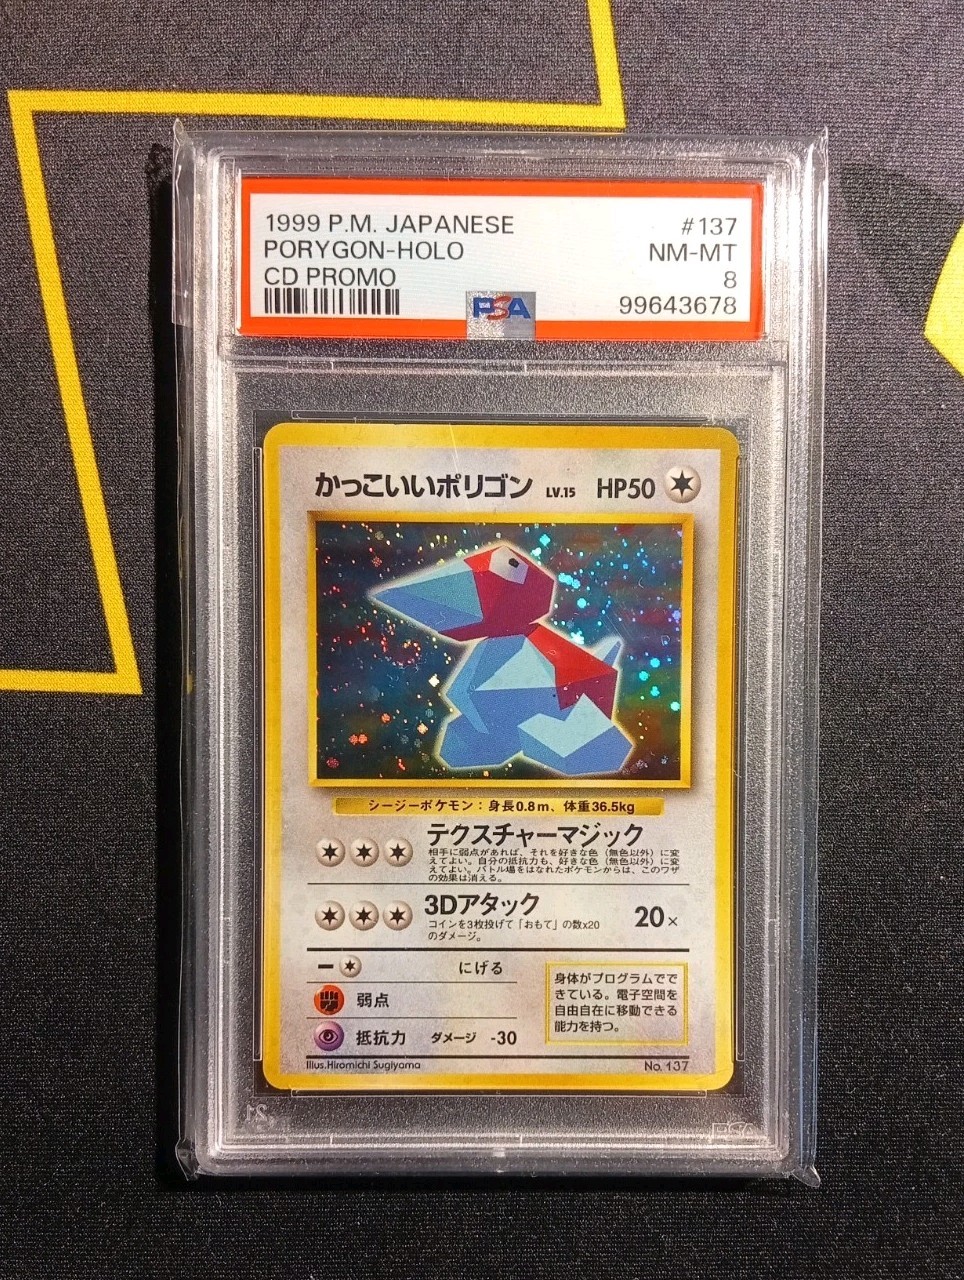 1999 P.M. JAPANESE
#137
PORYGON-HOLO
NM-MT
CD PROMO
8
PSA
99643678
かっこいいポリゴン LV.15 HP50
シージーポケモン：身長0.8m、体重36.5kg
テクスチャーマジック
相手に弱点があれば、それを好きな色（無色以外）に変
えてよい。自分の抵抗力も、好きな色（無色以外）に変
えてよい。バトル場をはなれたポケモンからは、このワザ
の効果は消える。
3Dアタック 20×
コインを3枚投げて「おもて」の数×20
のダメージ。
にげる
弱点
抵抗力 ダメージ -30
身体がプログラムでで
きている。電子空間を
自由自在に移動できる
能力を持つ。
Illus.Hiromichi Sugiyama
No. 137
PSA